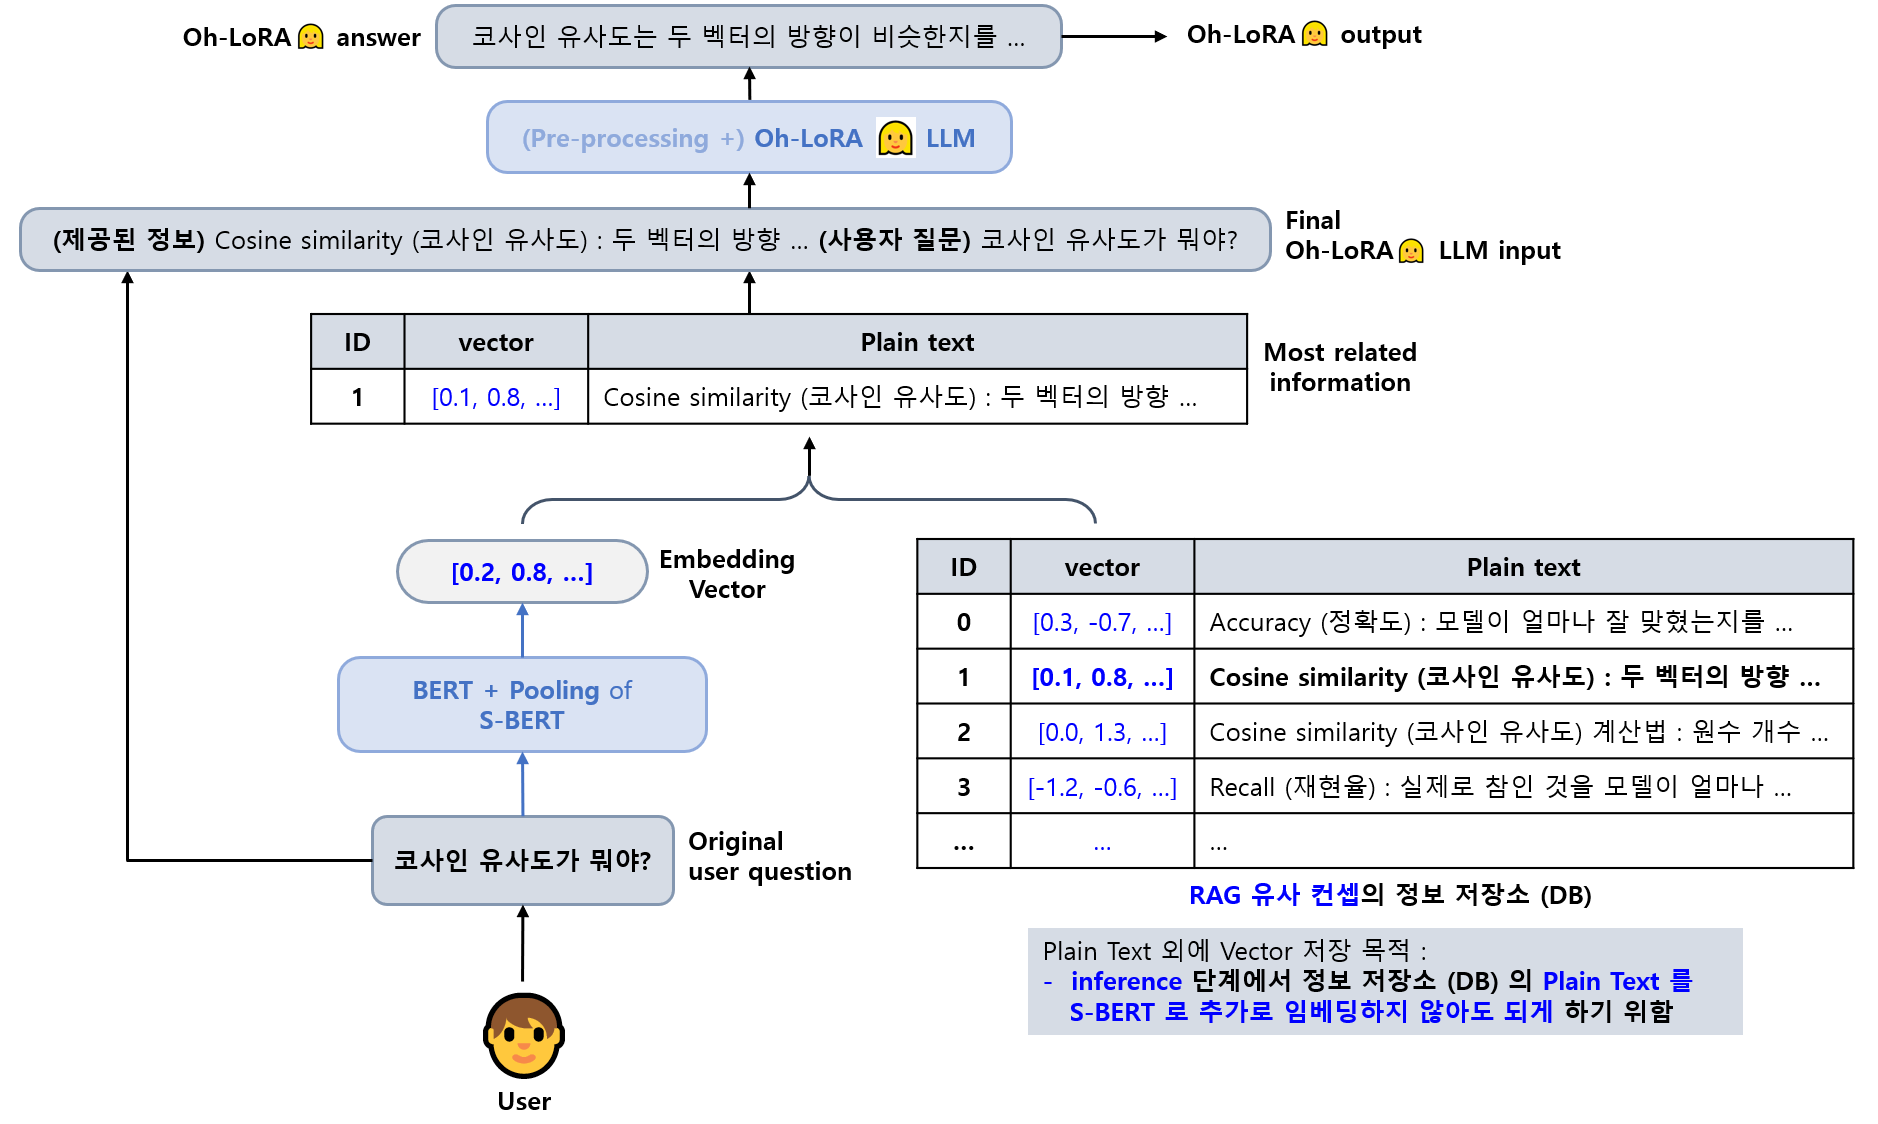 Oh-LoRA answer
코사인 유사도는 두 벡터의 방향이 비슷한지를 ...
Oh-LoRA output
(Pre-processing +) Oh-LoRA LLM
(제공된 정보) Cosine similarity (코사인 유사도) : 두 벡터의 방향 ... (사용자 질문) 코사인 유사도가 뭐야?
Final
Oh-LoRA LLM input
ID vector Plain text
1 [0.1, 0.8, ...] Cosine similarity (코사인 유사도) : 두 벡터의 방향 ...
Most related
information
[0.2, 0.8, ...]
Embedding
Vector
BERT + Pooling of
S-BERT
코사인 유사도가 뭐야?
Original
user question
User
ID vector Plain text
0 [0.3, -0.7, ...] Accuracy (정확도) : 모델이 얼마나 잘 맞혔는지를 ...
1 [0.1, 0.8, ...] Cosine similarity (코사인 유사도) : 두 벡터의 방향 ...
2 [0.0, 1.3, ...] Cosine similarity (코사인 유사도) 계산법 : 원수 개수 ...
3 [-1.2, -0.6, ...] Recall (재현율) : 실제로 참인 것을 모델이 얼마나 ...
... ... ...
RAG 유사 컨셉의 정보 저장소 (DB)
Plain Text 외에 Vector 저장 목적 :
- inference 단계에서 정보 저장소 (DB) 의 Plain Text 를
S-BERT 로 추가로 임베딩하지 않아도 되게 하기 위함